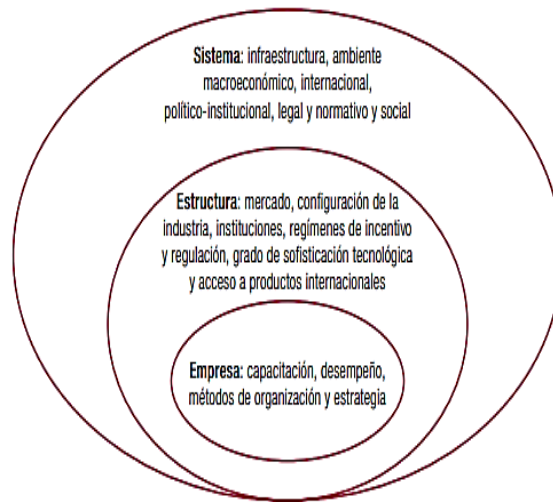 Sistema: infraestructura, ambiente
macroeconómico, internacional,
político-institucional, legal y normativo y social
Estructura: mercado, configuración de la
industria, instituciones, regímenes de incentivo
y regulación, grado de sofisticación tecnológica
y acceso a productos internacionales
Empresa: capacitación, desempeño,
métodos de organización y estrategia